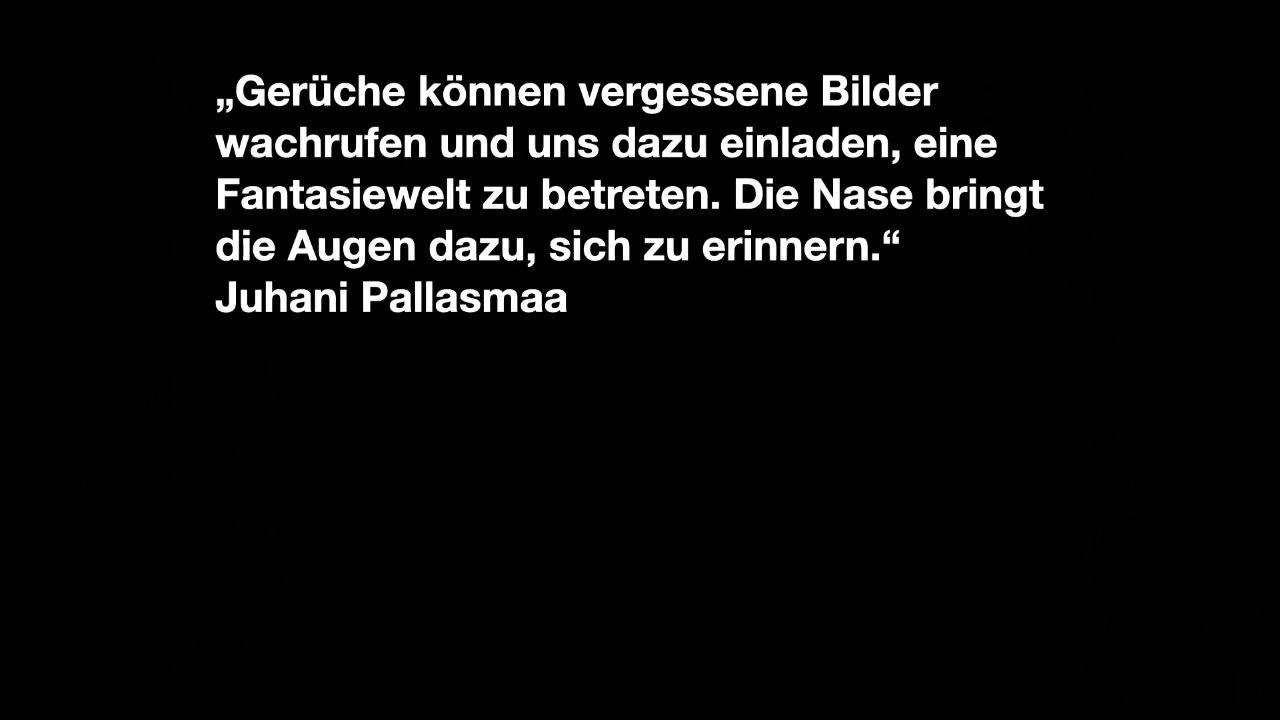 „Gerüche können vergessene Bilder
wachrufen und uns dazu einladen, eine
Fantasiewelt zu betreten. Die Nase bringt
die Augen dazu, sich zu erinnern.“
Juhani Pallasmaa